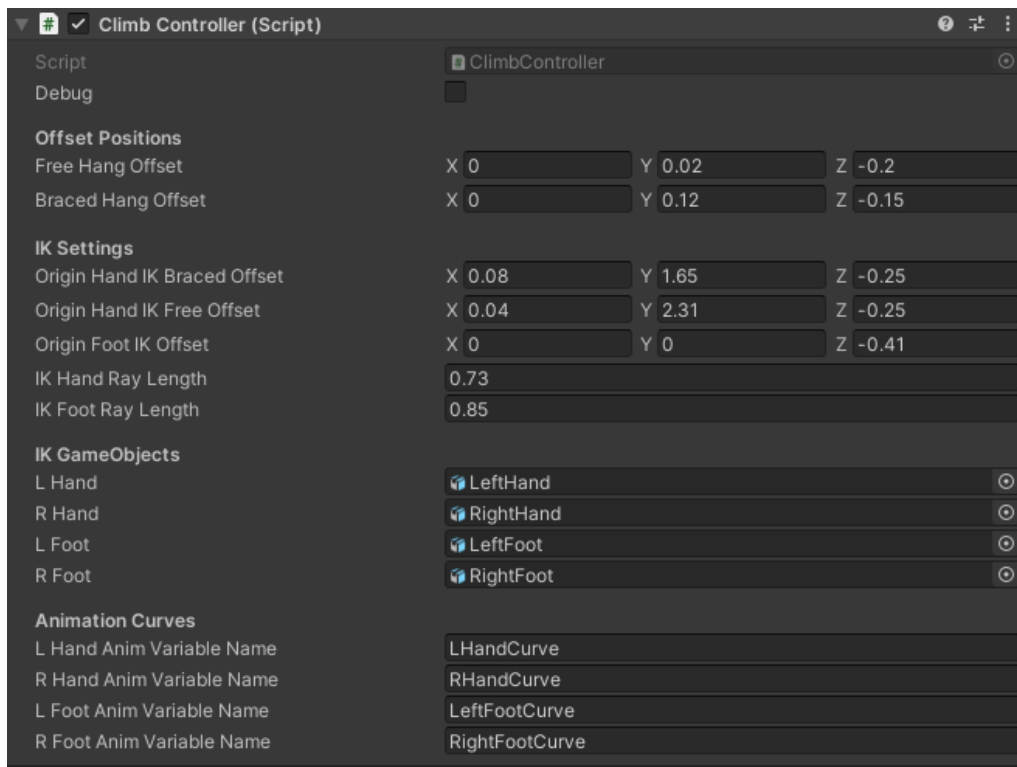 # Climb Controller (Script)
Script ClimbController
Debug
Offset Positions
Free Hang Offset X 0 Y 0.02 Z -0.2
Braced Hang Offset X 0 Y 0.12 Z -0.15
IK Settings
Origin Hand IK Braced Offset X 0.08 Y 1.65 Z -0.25
Origin Hand IK Free Offset X 0.04 Y 2.31 Z -0.25
Origin Foot IK Offset X 0 Y 0 Z -0.41
IK Hand Ray Length 0.73
IK Foot Ray Length 0.85
IK GameObjects
L Hand LeftHand
R Hand RightHand
L Foot LeftFoot
R Foot RightFoot
Animation Curves
L Hand Anim Variable Name LHandCurve
R Hand Anim Variable Name RHandCurve
L Foot Anim Variable Name LeftFootCurve
R Foot Anim Variable Name RightFootCurve